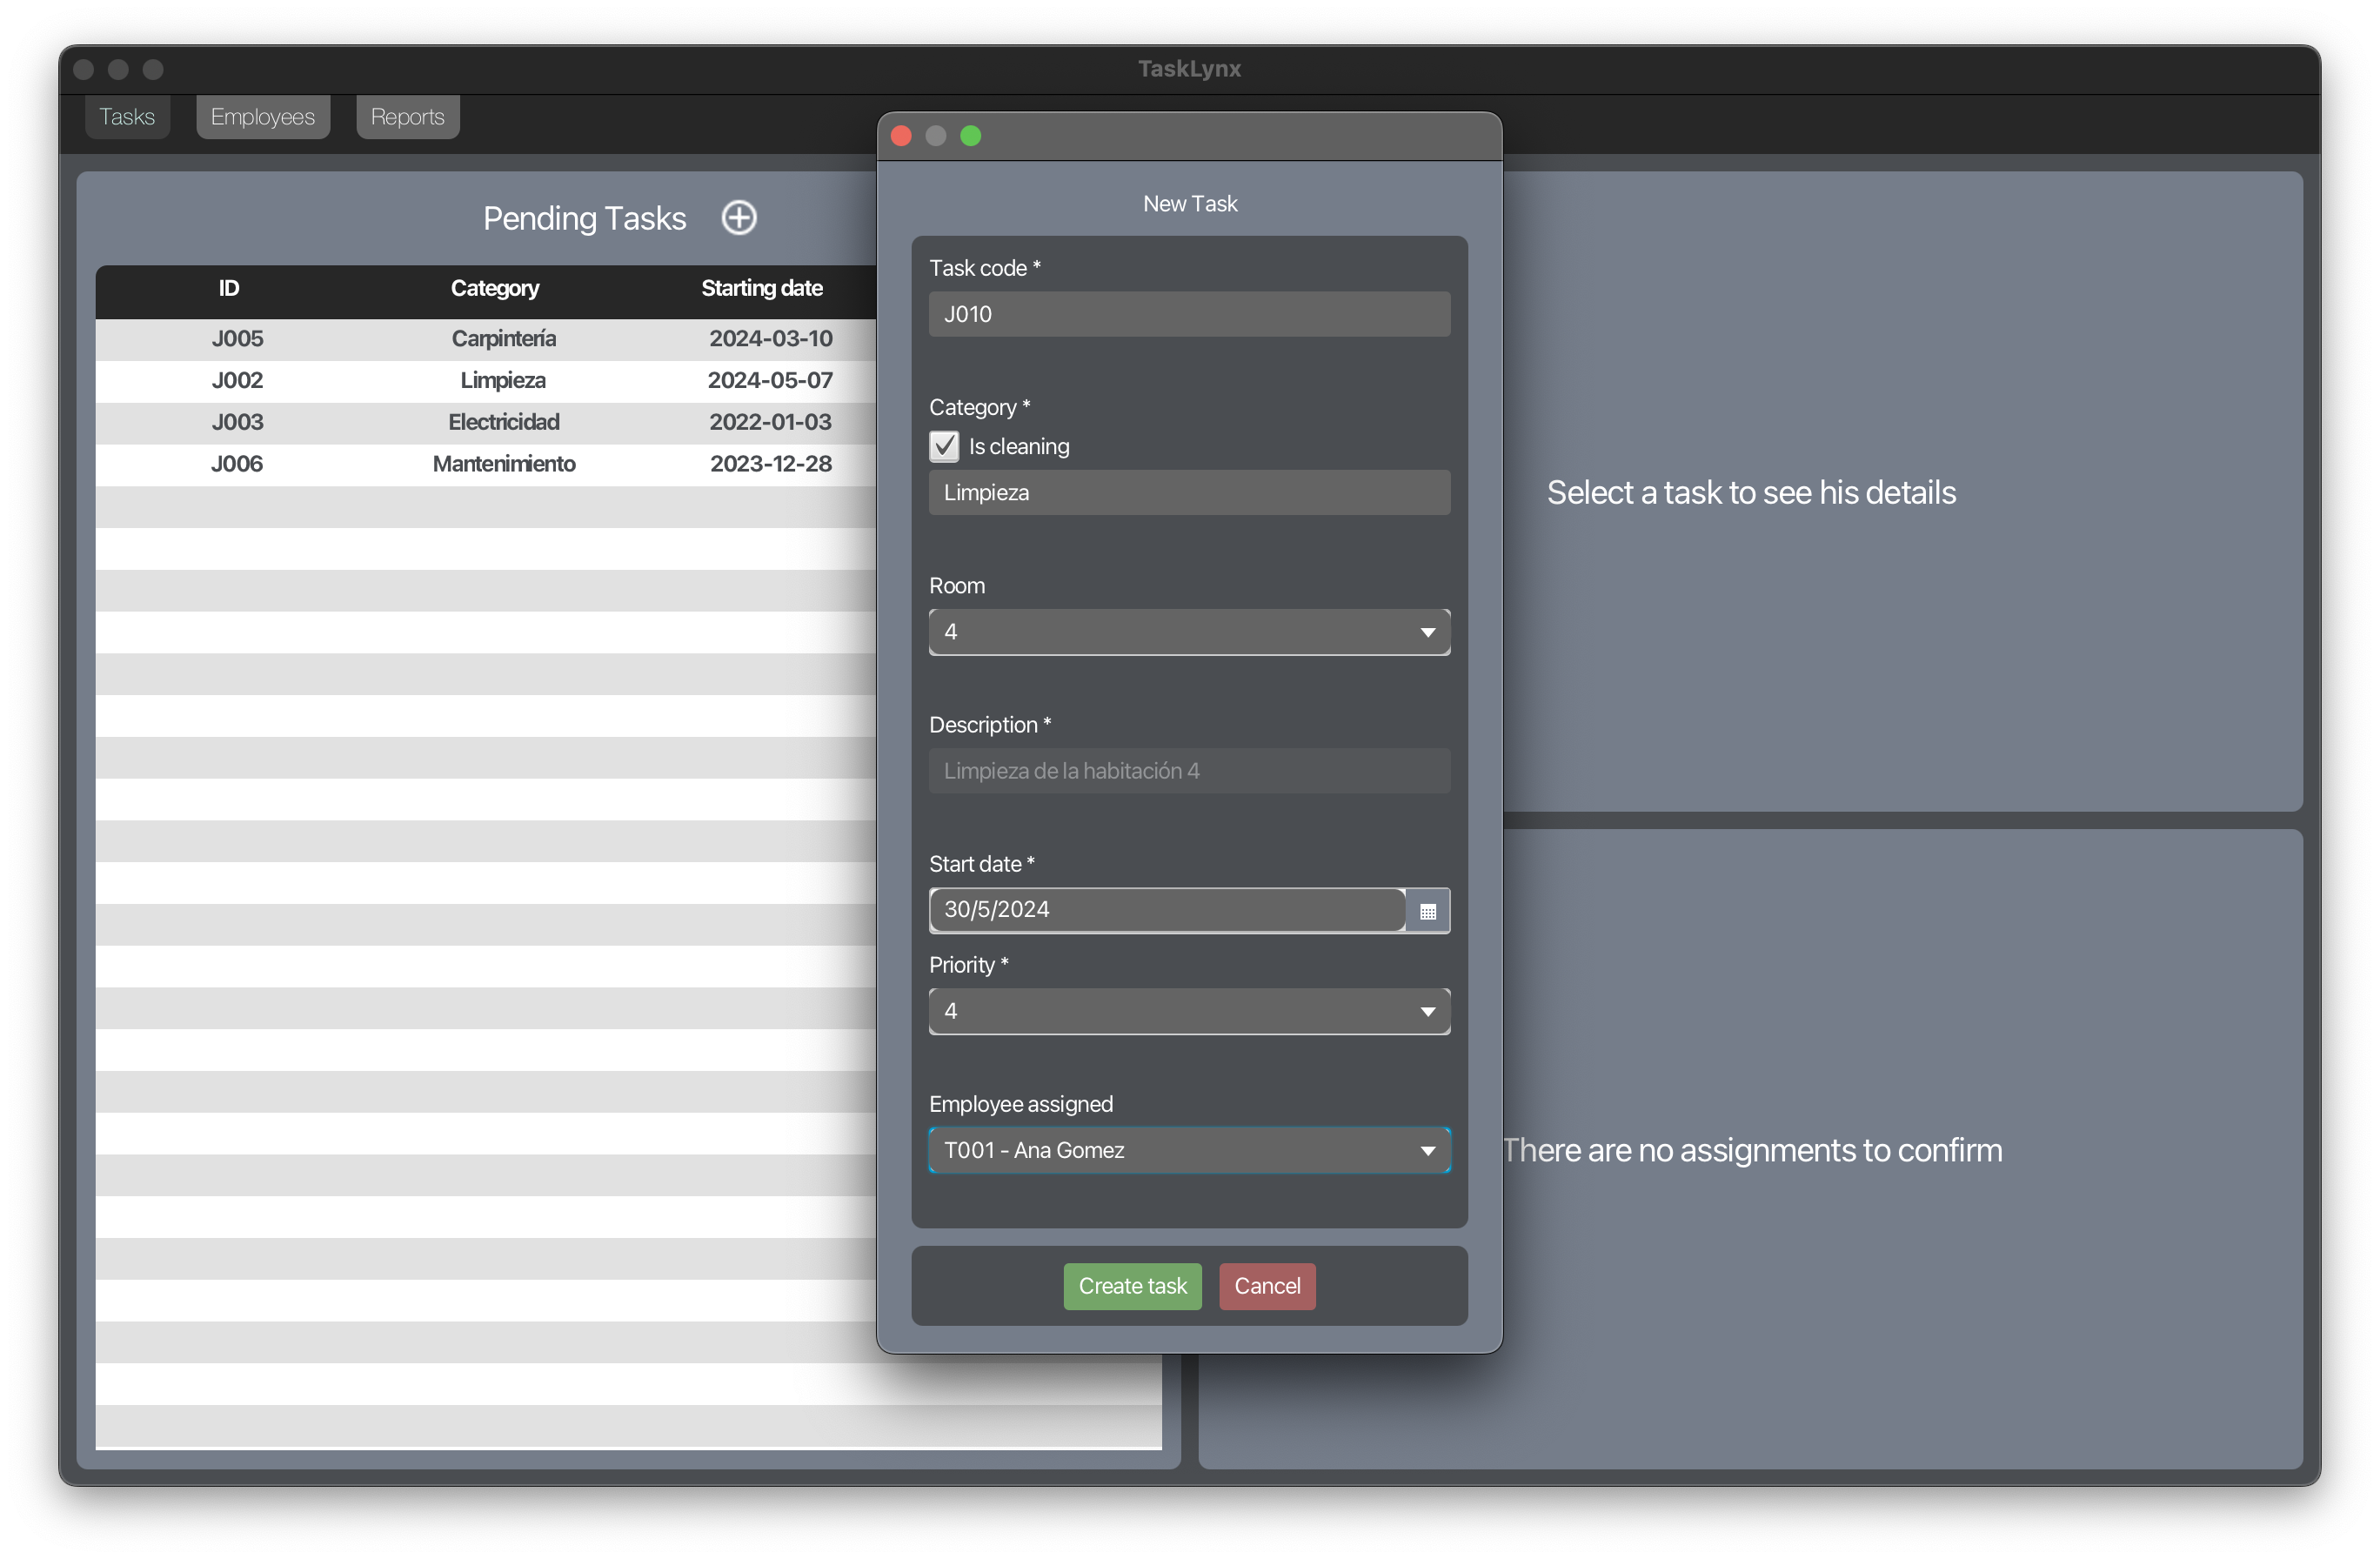 TaskLynx
Tasks Employees Reports
Pending Tasks
ID Category Starting date
J005 Carpintería 2024-03-10
J002 Limpieza 2024-05-07
J003 Electricidad 2022-01-03
J006 Mantenimiento 2023-12-28
New Task
Task code *
J010
Category *
Is cleaning
Limpieza
Room
4
Description *
Limpieza de la habitación 4
Start date *
30/5/2024
Priority *
4
Employee assigned
T001 - Ana Gomez
Create task Cancel
Select a task to see his details
There are no assignments to confirm